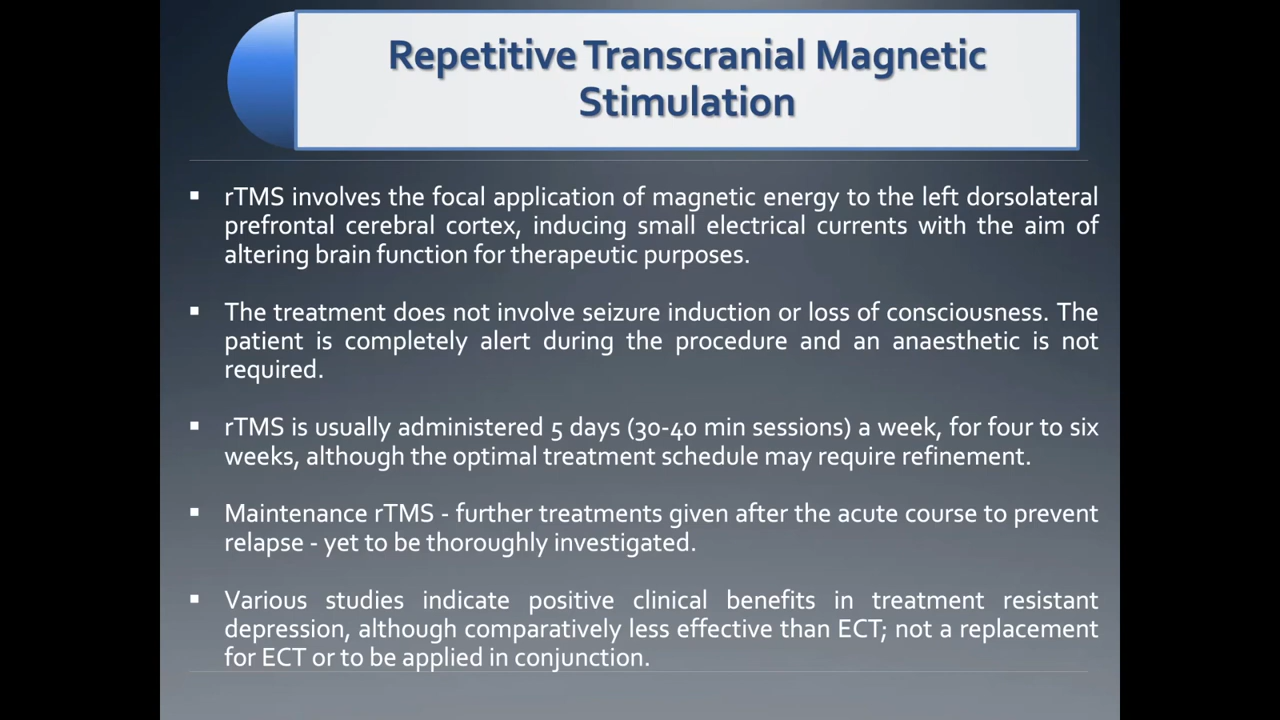 Repetitive Transcranial Magnetic
Stimulation
▪ rTMS involves the focal application of magnetic energy to the left dorsolateral
prefrontal cerebral cortex, inducing small electrical currents with the aim of
altering brain function for therapeutic purposes.
▪ The treatment does not involve seizure induction or loss of consciousness. The
patient is completely alert during the procedure and an anaesthetic is not
required.
▪ rTMS is usually administered 5 days (30-40 min sessions) a week, for four to six
weeks, although the optimal treatment schedule may require refinement.
▪ Maintenance rTMS - further treatments given after the acute course to prevent
relapse - yet to be thoroughly investigated.
▪ Various studies indicate positive clinical benefits in treatment resistant
depression, although comparatively less effective than ECT; not a replacement
for ECT or to be applied in conjunction.